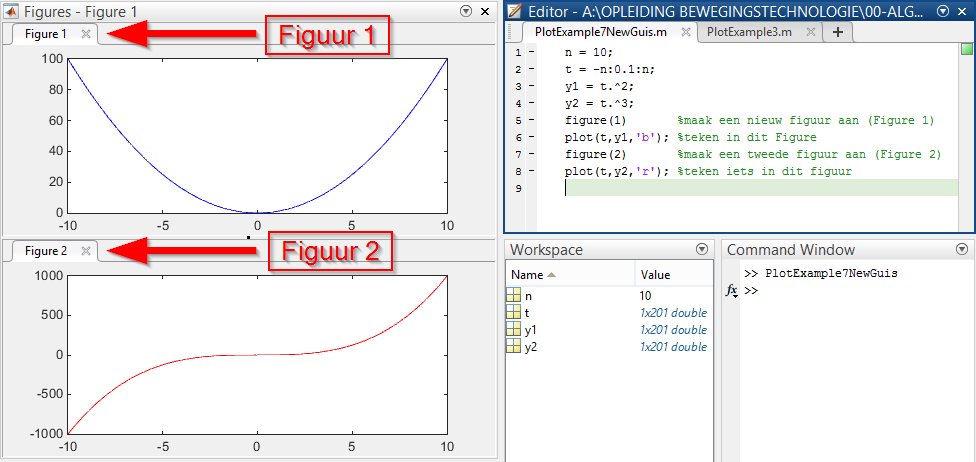 Figures - Figure 1
Figure 1
Figuur 1
100
80
60
40
20
0
-10
-5
0
5
10
Figure 2
Figuur 2
1000
500
0
-500
-1000
-10
-5
0
5
10
Editor - A:\OPLEIDING BEWEGINGSTECHNOLOGIE\00-ALG...
PlotExample7NewGuis.m
PlotExample3.m
+
1 - n = 10;
2 - t = -n:0.1:n;
3 - y1 = t.^2;
4 - y2 = t.^3;
5 - figure(1) %maak een nieuw figuur aan (Figure 1)
6 - plot(t,y1,'b'); %teken in dit Figure
7 - figure(2) %maak een tweede figuur aan (Figure 2)
8 - plot(t,y2,'r'); %teken iets in dit figuur
9
Workspace
Name Value
n 10
t 1x201 double
y1 1x201 double
y2 1x201 double
Command Window
>> PlotExample7NewGuis
fx >>